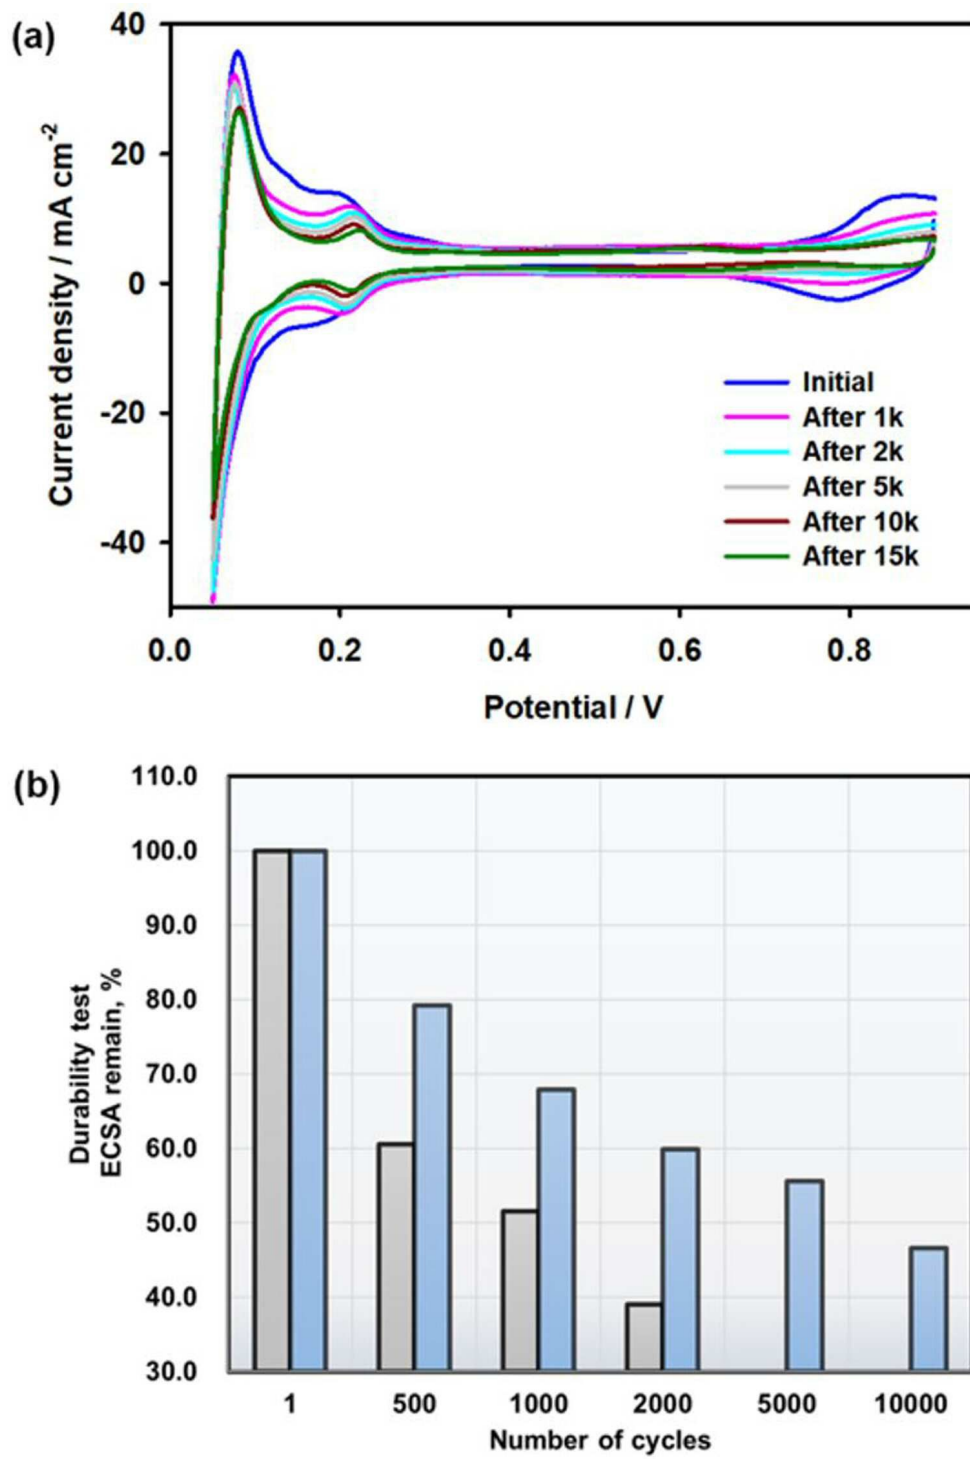 (a)
40
20
0
-20
-40
Current density / mA cm-2
Initial
After 1k
After 2k
After 5k
After 10k
After 15k
0.0 0.2 0.4 0.6 0.8
Potential / V
(b)
110.0
100.0
90.0
80.0
70.0
60.0
50.0
40.0
30.0
Durability test
ECSA remain, %
1 500 1000 2000 5000 10000
Number of cycles